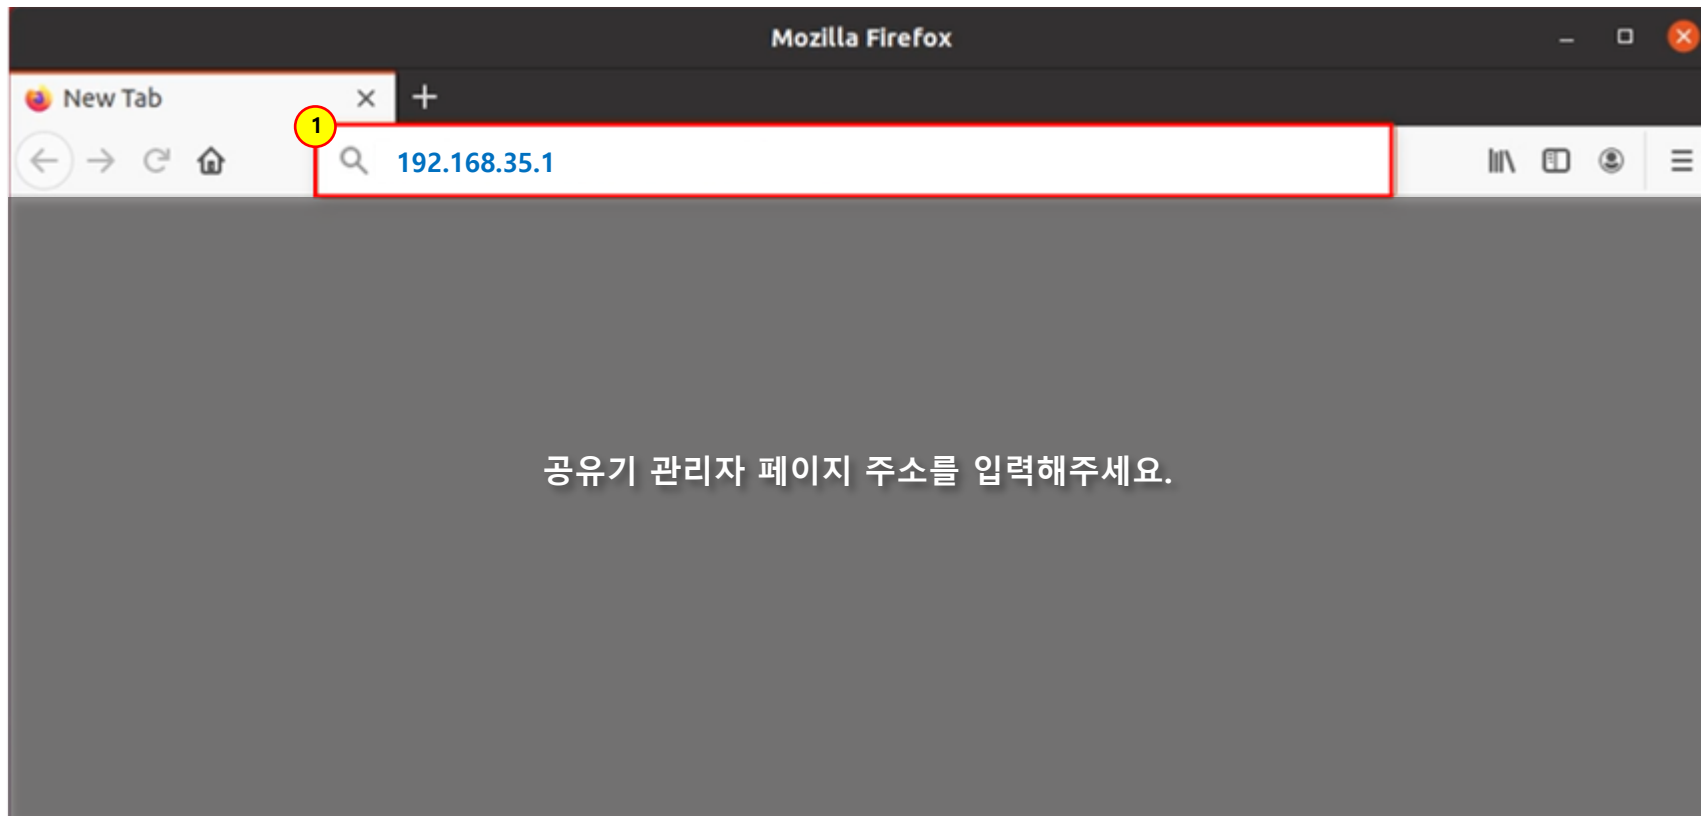 Mozilla Firefox
New Tab
1
192.168.35.1
공유기 관리자 페이지 주소를 입력해주세요.